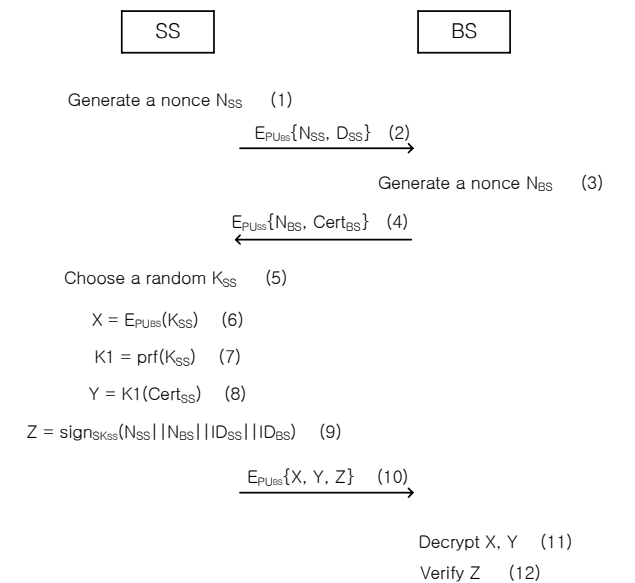 SS BS
Generate a nonce NSS (1)
EPUBS{NSS, DSS} (2)
Generate a nonce NBS (3)
EPUSS{NBS, CertBS} (4)
Choose a random KSS (5)
X = EPUBS(KSS) (6)
K1 = prf(KSS) (7)
Y = K1(CertSS) (8)
Z = signSKSS(NSS||NBS||IDSS||IDBS) (9)
EPUBS{X, Y, Z} (10)
Decrypt X, Y (11)
Verify Z (12)